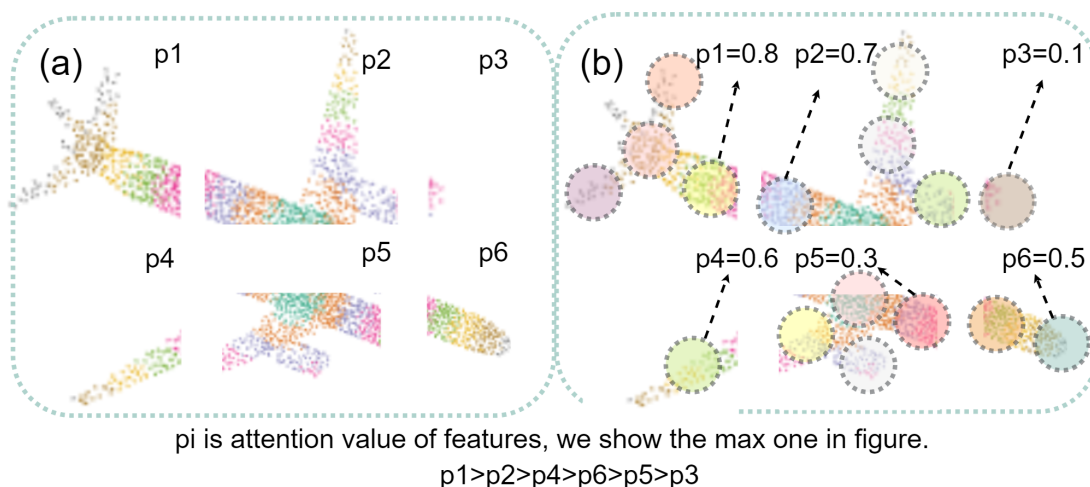 (a) p1 p2 p3
p4 p5 p6
(b) p1=0.8 p2=0.7 p3=0.1
p4=0.6 p5=0.3 p6=0.5
pi is attention value of features, we show the max one in figure.
p1>p2>p4>p6>p5>p3